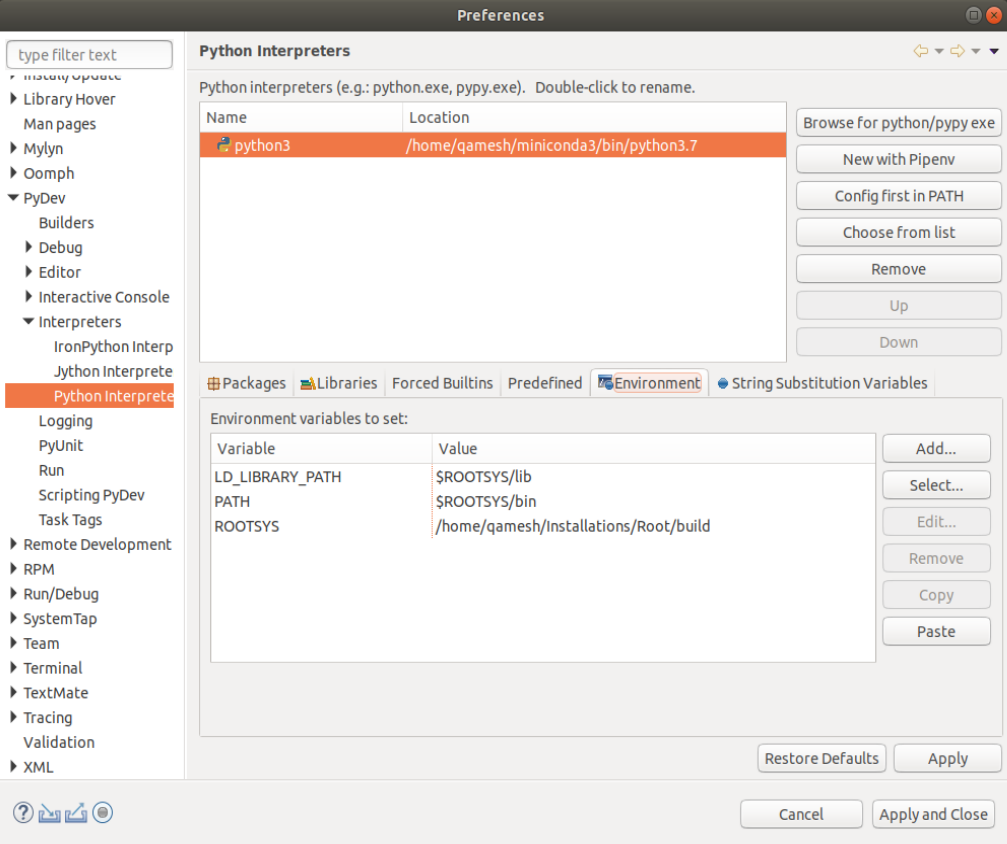 Preferences
type filter text
Install/Update
Library Hover
Man pages
Mylyn
Oomph
PyDev
Builders
Debug
Editor
Interactive Console
Interpreters
IronPython Interp
Jython Interprete
Python Interprete
Logging
PyUnit
Run
Scripting PyDev
Task Tags
Remote Development
RPM
Run/Debug
SystemTap
Team
Terminal
TextMate
Tracing
Validation
XML
Python Interpreters
Python interpreters (e.g.: python.exe, pypy.exe).   Double-click to rename.
Name Location
python3 /home/qamesh/miniconda3/bin/python3.7
Browse for python/pypy exe
New with Pipenv
Config first in PATH
Choose from list
Remove
Up
Down
Packages Libraries Forced Builtins Predefined Environment String Substitution Variables
Environment variables to set:
Variable Value
LD_LIBRARY_PATH $ROOTSYS/lib
PATH $ROOTSYS/bin
ROOTSYS /home/qamesh/Installations/Root/build
Add...
Select...
Edit...
Remove
Copy
Paste
Restore Defaults Apply
Cancel Apply and Close